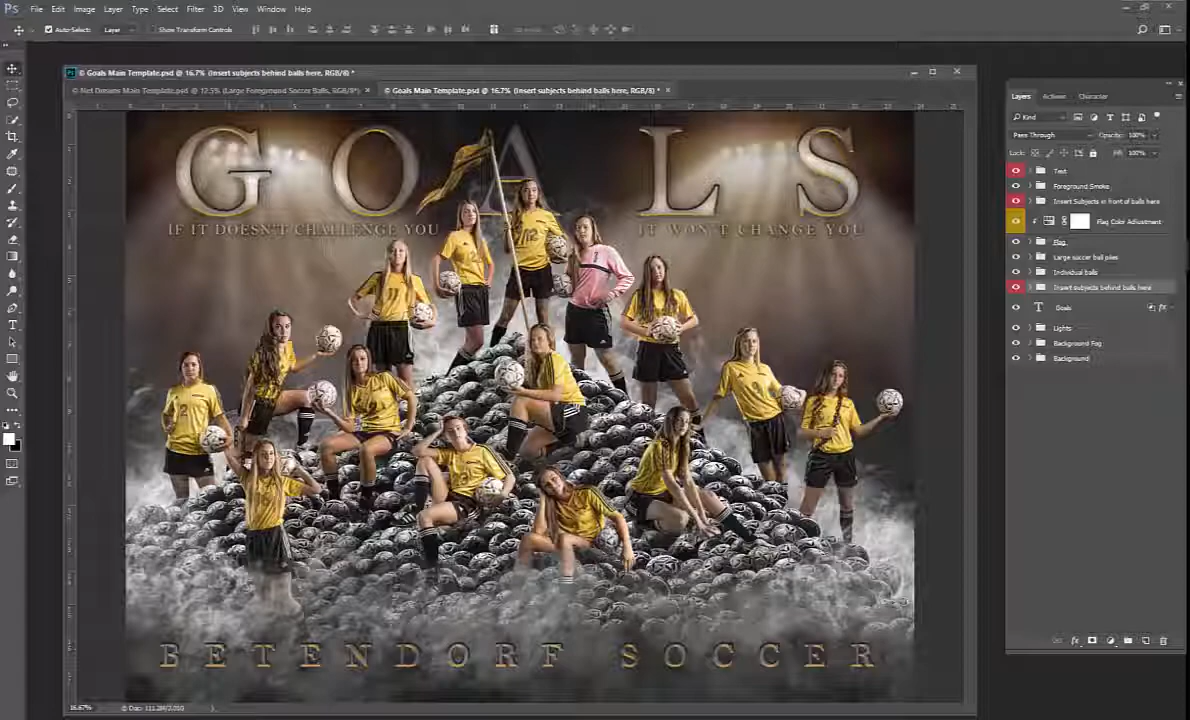 Ps File Edit Image Layer Type Select Filter 3D View Window Help
Auto-Select: Layer Show Transform Controls
© Goals Main Template.psd @ 16.7% (Insert subjects behind balls here, RGB/8) *
© Net Dreams Main Template.psd @ 12.5% (Large Foreground Soccer Balls, RGB/8*) × © Goals Main Template.psd @ 16.7% (Insert subjects behind balls here, RGB/8) * ×
GOALS
IF IT DOESN'T CHALLENGE YOU IT WON'T CHANGE YOU
BETENDORF SOCCER
16.67%
Layers Actions Character
Kind
Pass Through Opacity: 100%
Lock: Fill: 100%
Text
Foreground Smoke
Insert Subjects in front of balls here
Flag Color Adjustment
Flag
Large soccer ball piles
Individual balls
Insert subjects behind balls here
T Goals fx
Lights
Background Fog
Background